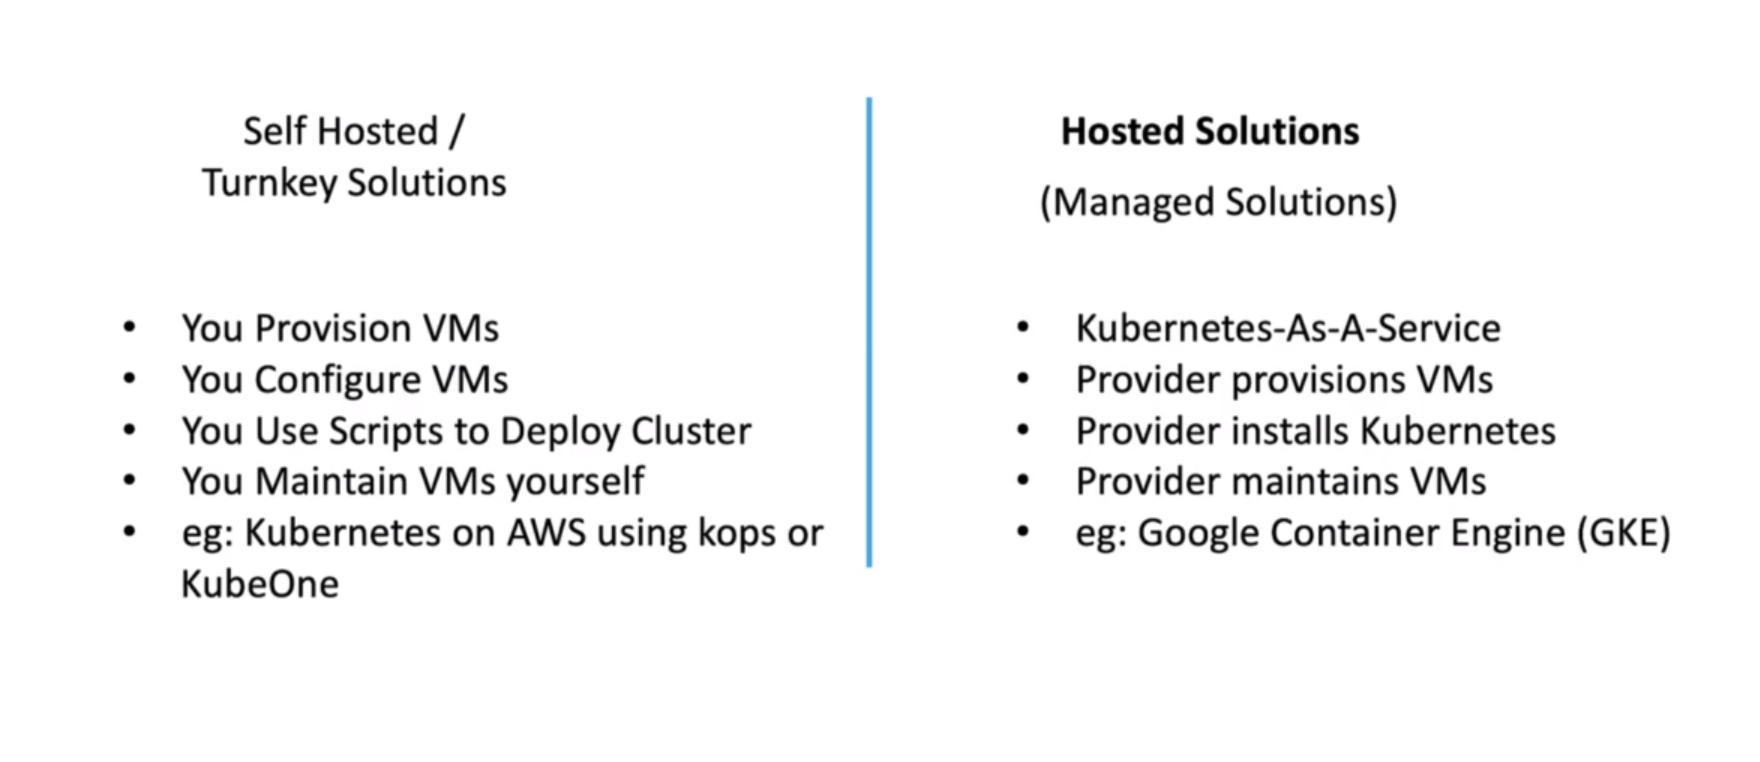 Self Hosted /
Turnkey Solutions
• You Provision VMs
• You Configure VMs
• You Use Scripts to Deploy Cluster
• You Maintain VMs yourself
• eg: Kubernetes on AWS using kops or
KubeOne
Hosted Solutions
(Managed Solutions)
• Kubernetes-As-A-Service
• Provider provisions VMs
• Provider installs Kubernetes
• Provider maintains VMs
• eg: Google Container Engine (GKE)